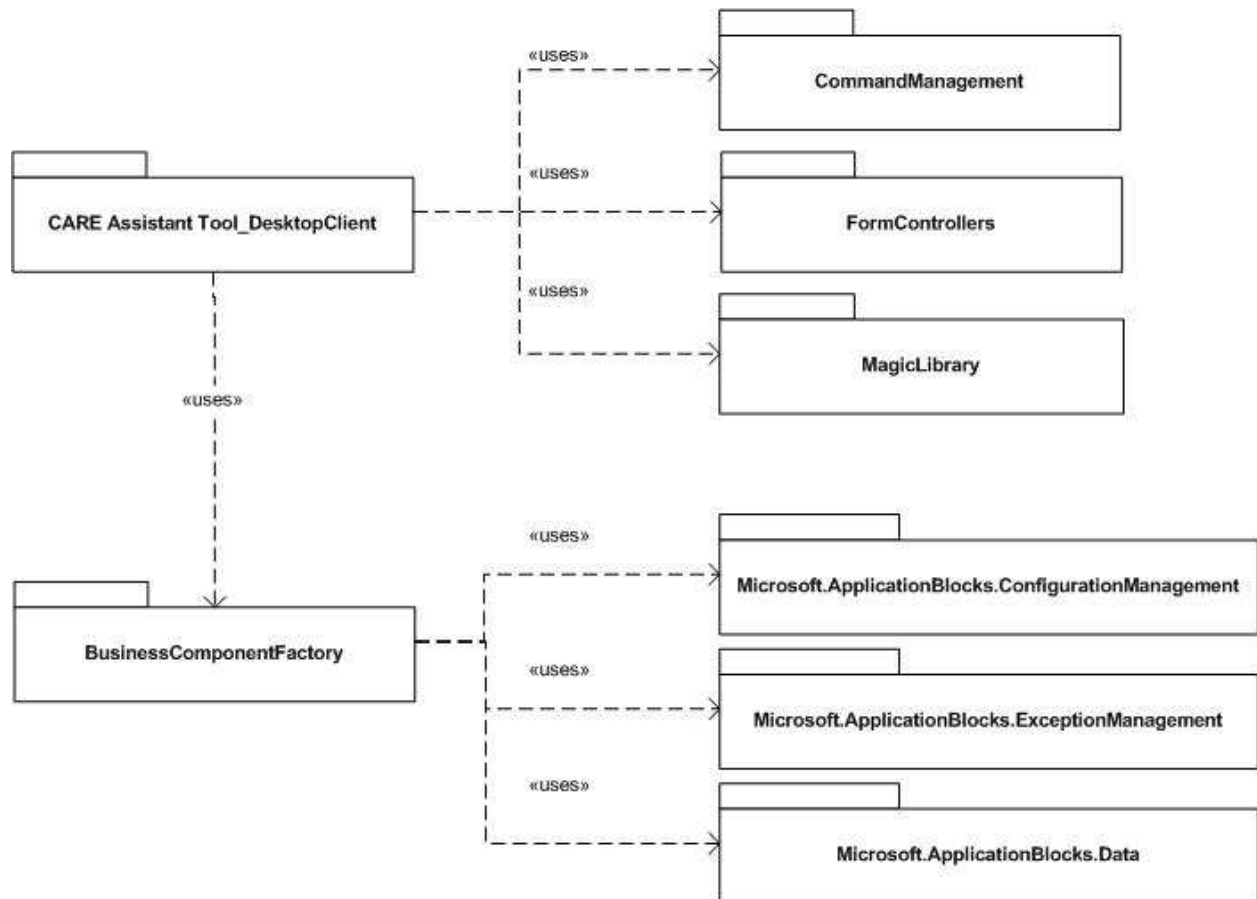 «uses»
CommandManagement
«uses»
CARE Assistant Tool_DesktopClient
FormControllers
«uses»
MagicLibrary
«uses»
«uses»
Microsoft.ApplicationBlocks.ConfigurationManagement
BusinessComponentFactory
«uses»
Microsoft.ApplicationBlocks.ExceptionManagement
«uses»
Microsoft.ApplicationBlocks.Data